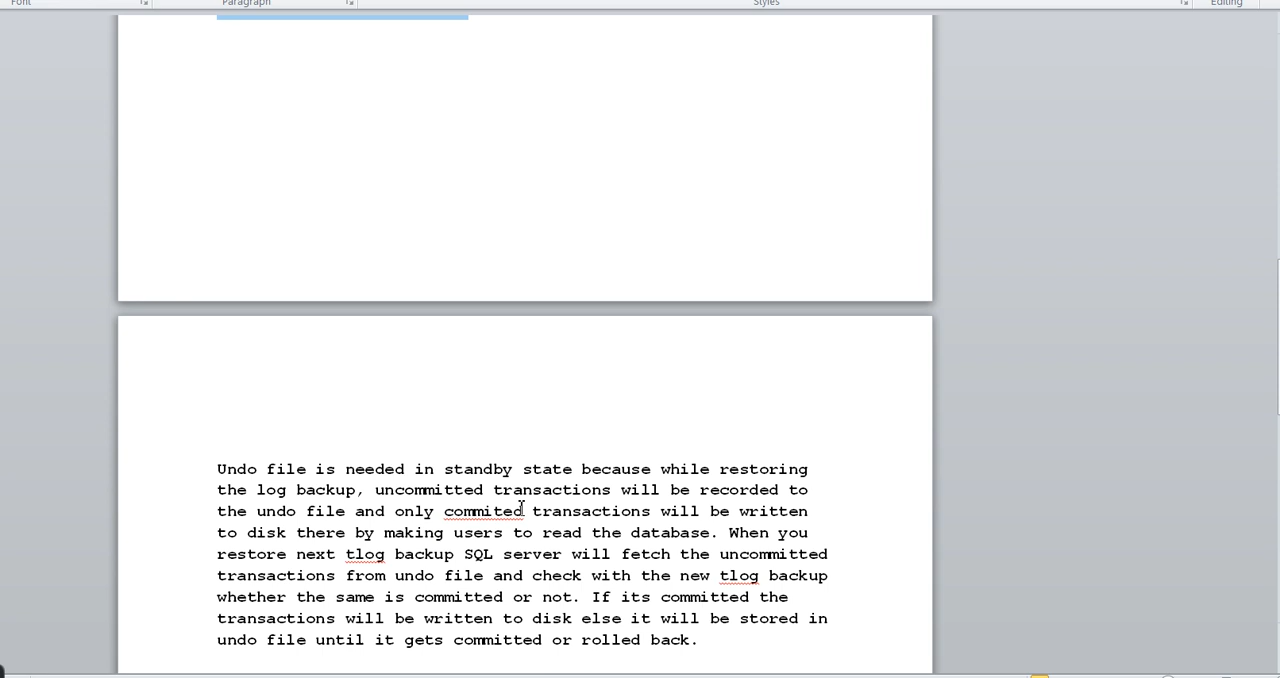 Font Paragraph Styles Editing
Undo file is needed in standby state because while restoring
the log backup, uncommitted transactions will be recorded to
the undo file and only commited transactions will be written
to disk there by making users to read the database. When you
restore next tlog backup SQL server will fetch the uncommitted
transactions from undo file and check with the new tlog backup
whether the same is committed or not. If its committed the
transactions will be written to disk else it will be stored in
undo file until it gets committed or rolled back.